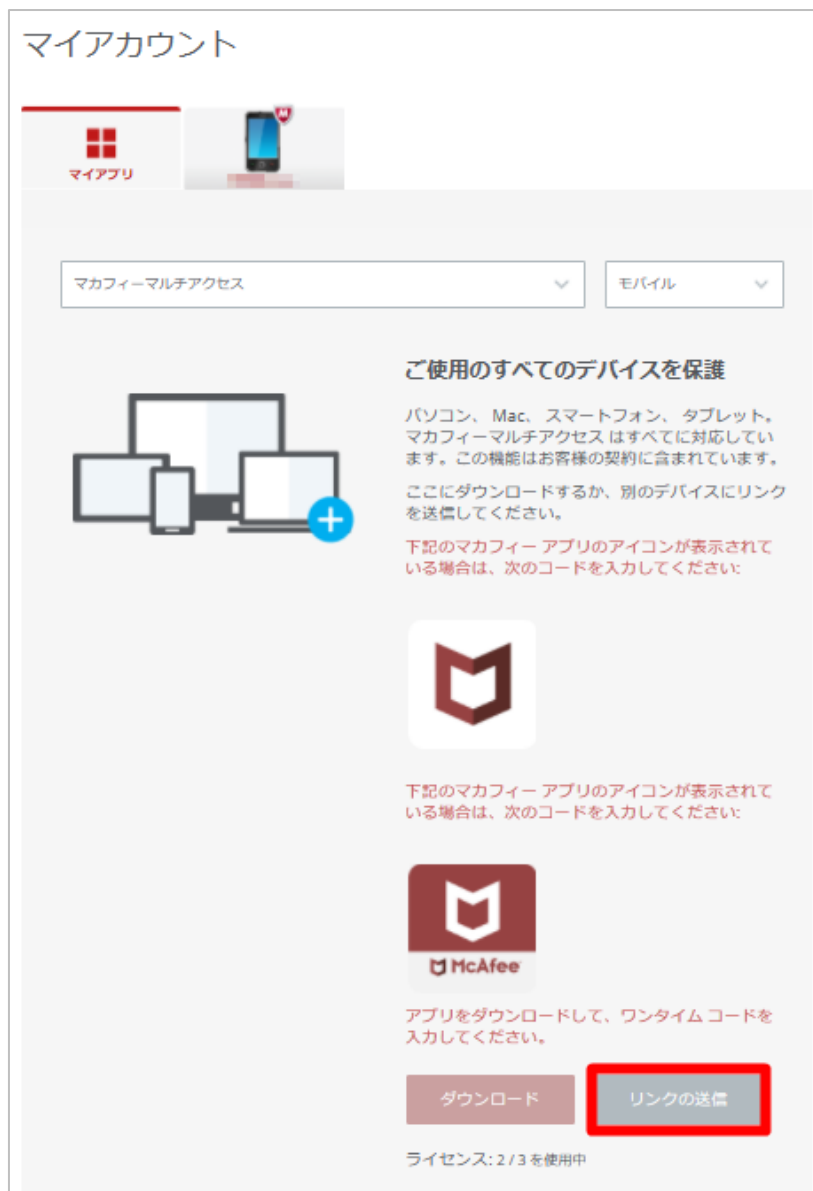 マイアカウント
マイアプリ
マカフィーマルチアクセス
モバイル
ご使用のすべてのデバイスを保護
パソコン、 Mac、 スマートフォン、 タブレット。
マカフィーマルチアクセス はすべてに対応してい
ます。この機能はお客様の契約に含まれています。
ここにダウンロードするか、別のデバイスにリンク
を送信してください。
下記のマカフィー アプリのアイコンが表示されて
いる場合は、次のコードを入力してください:
下記のマカフィー アプリのアイコンが表示されて
いる場合は、次のコードを入力してください:
McAfee
アプリをダウンロードして、ワンタイム コードを
入力してください。
ダウンロード
リンクの送信
ライセンス: 2 / 3 を使用中